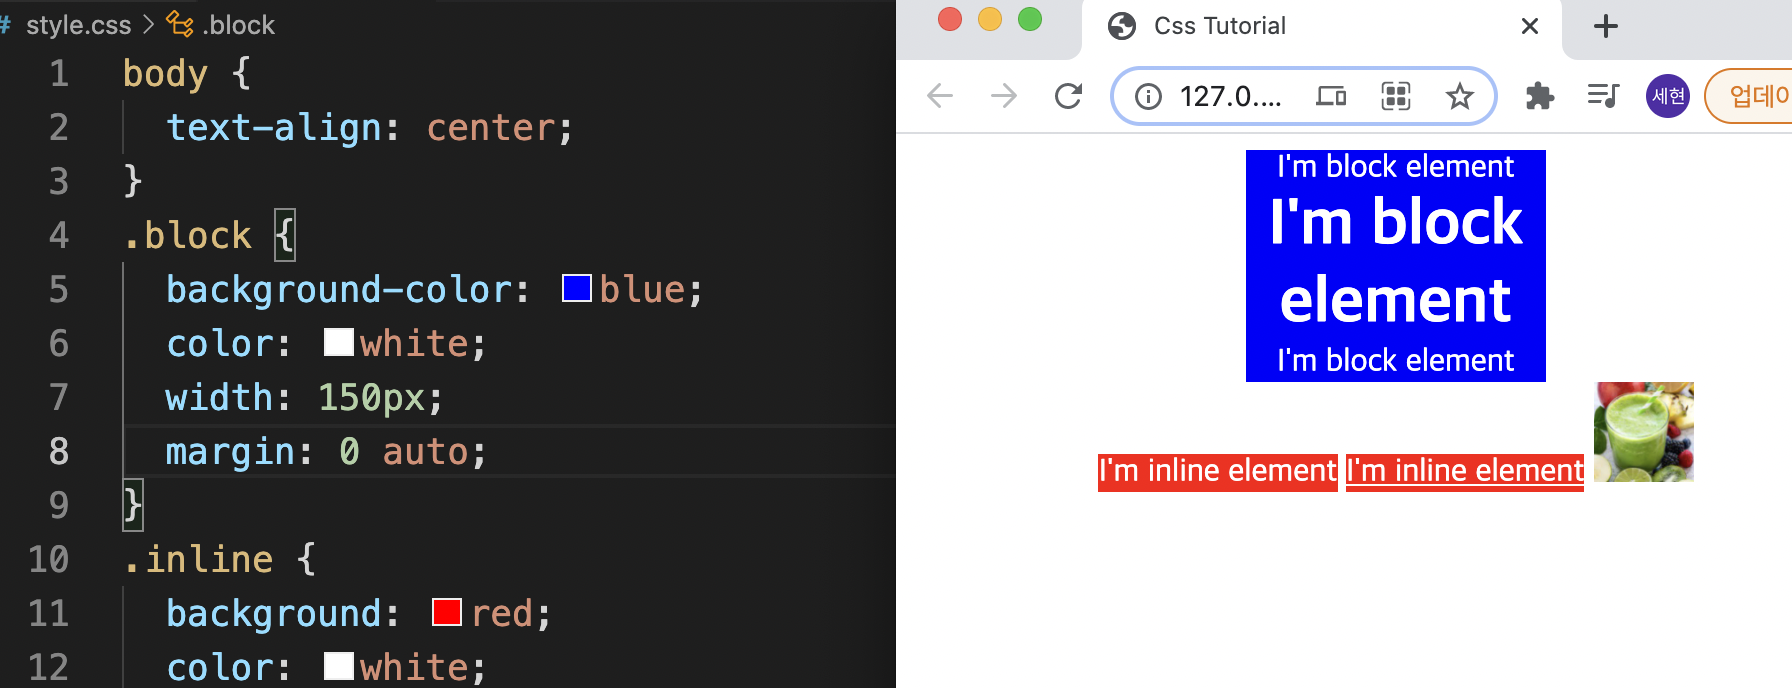 # style.css > .block
1 body {
2 text-align: center;
3 }
4 .block {
5 background-color: blue;
6 color: white;
7 width: 150px;
8 margin: 0 auto;
9 }
10 .inline {
11 background: red;
12 color: white;
Css Tutorial
127.0....
세현
업데이
I'm block element
I'm block
element
I'm block element
I'm inline element I'm inline element